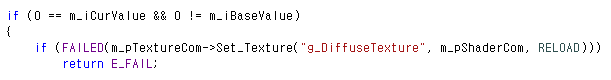 if (0 == m_iCurValue && 0 != m_iBaseValue)
{
    if (FAILED(m_pTextureCom->Set_Texture("g_DiffuseTexture", m_pShaderCom, RELOAD)))
        return E_FAIL;